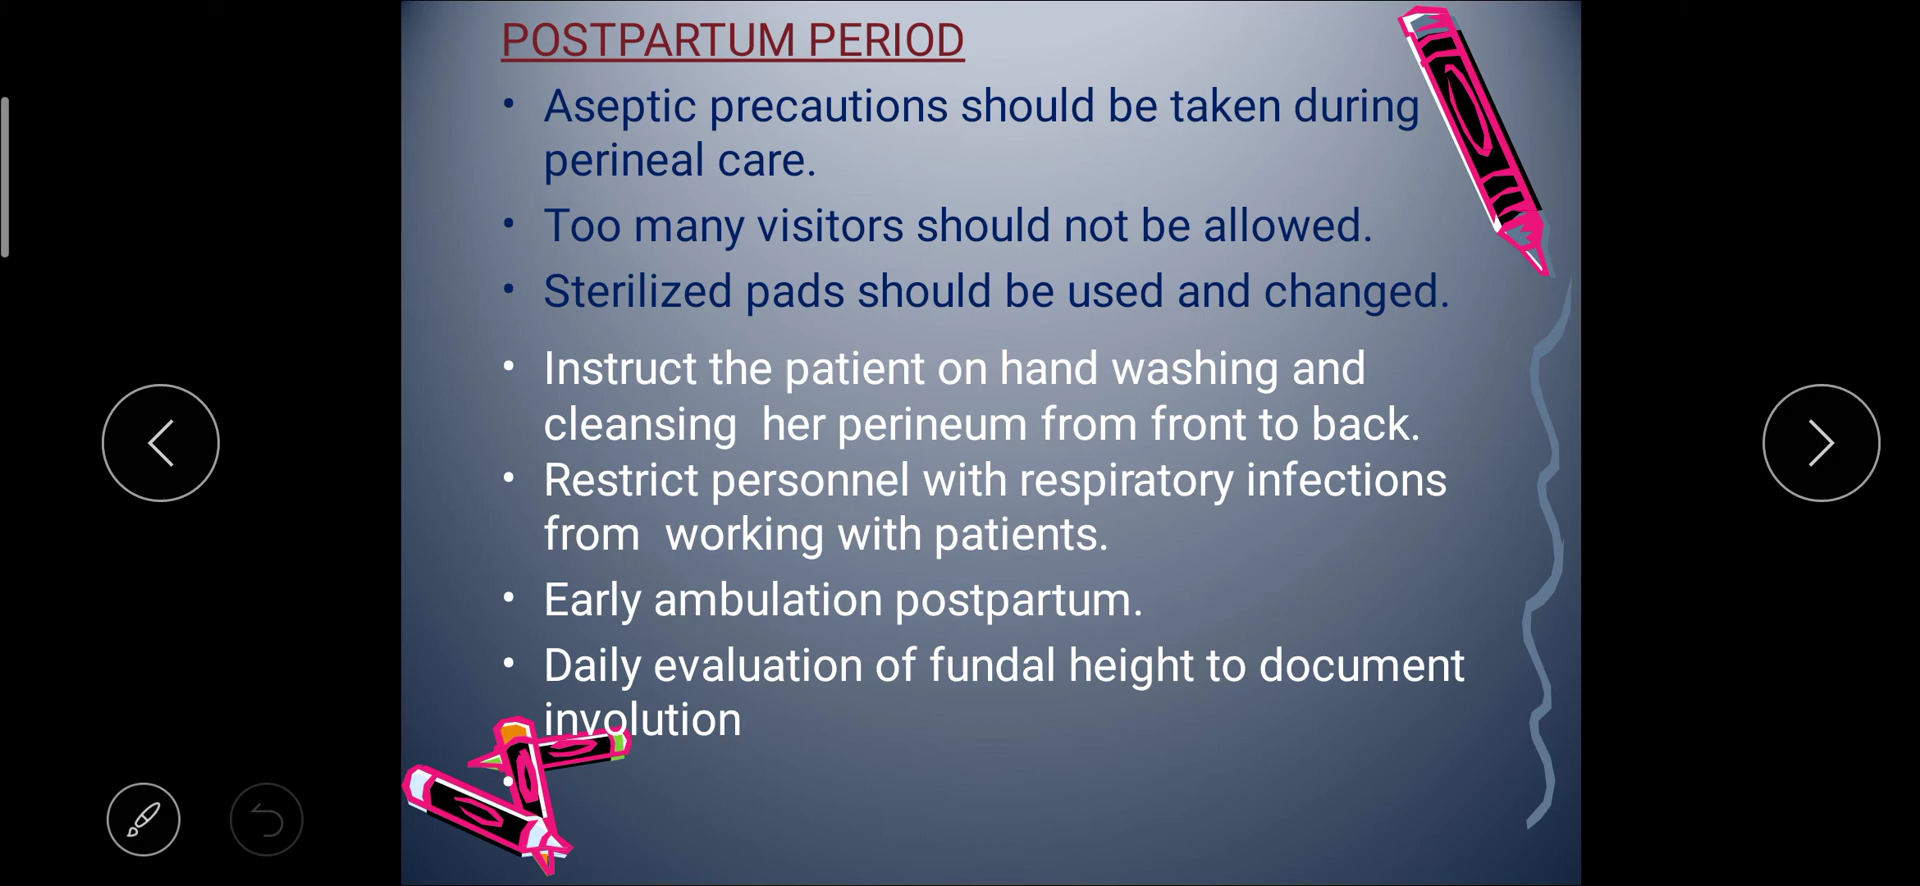 POSTPARTUM PERIOD
• Aseptic precautions should be taken during
perineal care.
• Too many visitors should not be allowed.
• Sterilized pads should be used and changed.
• Instruct the patient on hand washing and
cleansing  her perineum from front to back.
• Restrict personnel with respiratory infections
from  working with patients.
• Early ambulation postpartum.
• Daily evaluation of fundal height to document
involution
•